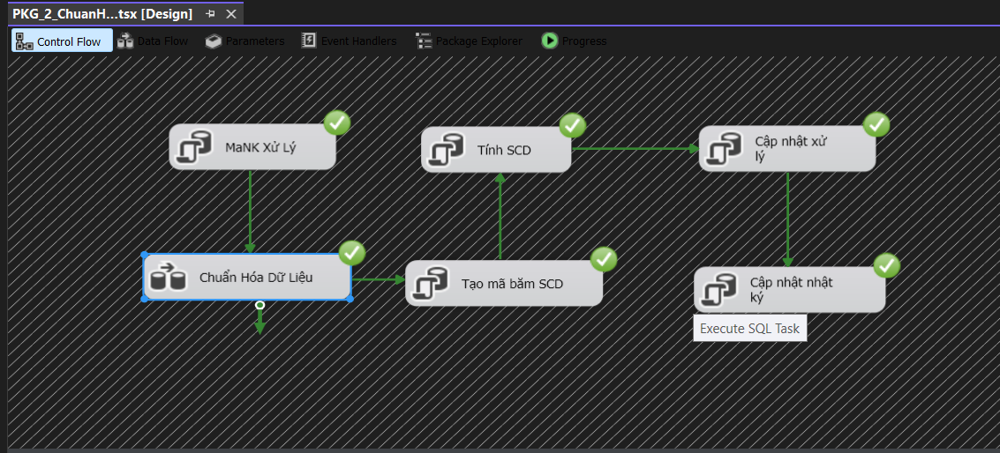 PKG_2_ChuanH...tsx [Design]
Control Flow
Data Flow
Parameters
Event Handlers
Package Explorer
Progress
MaNK Xử Lý
Tính SCD
Cập nhật xử
lý
Chuẩn Hóa Dữ Liệu
Tạo mã băm SCD
Cập nhật nhật
ký
Execute SQL Task